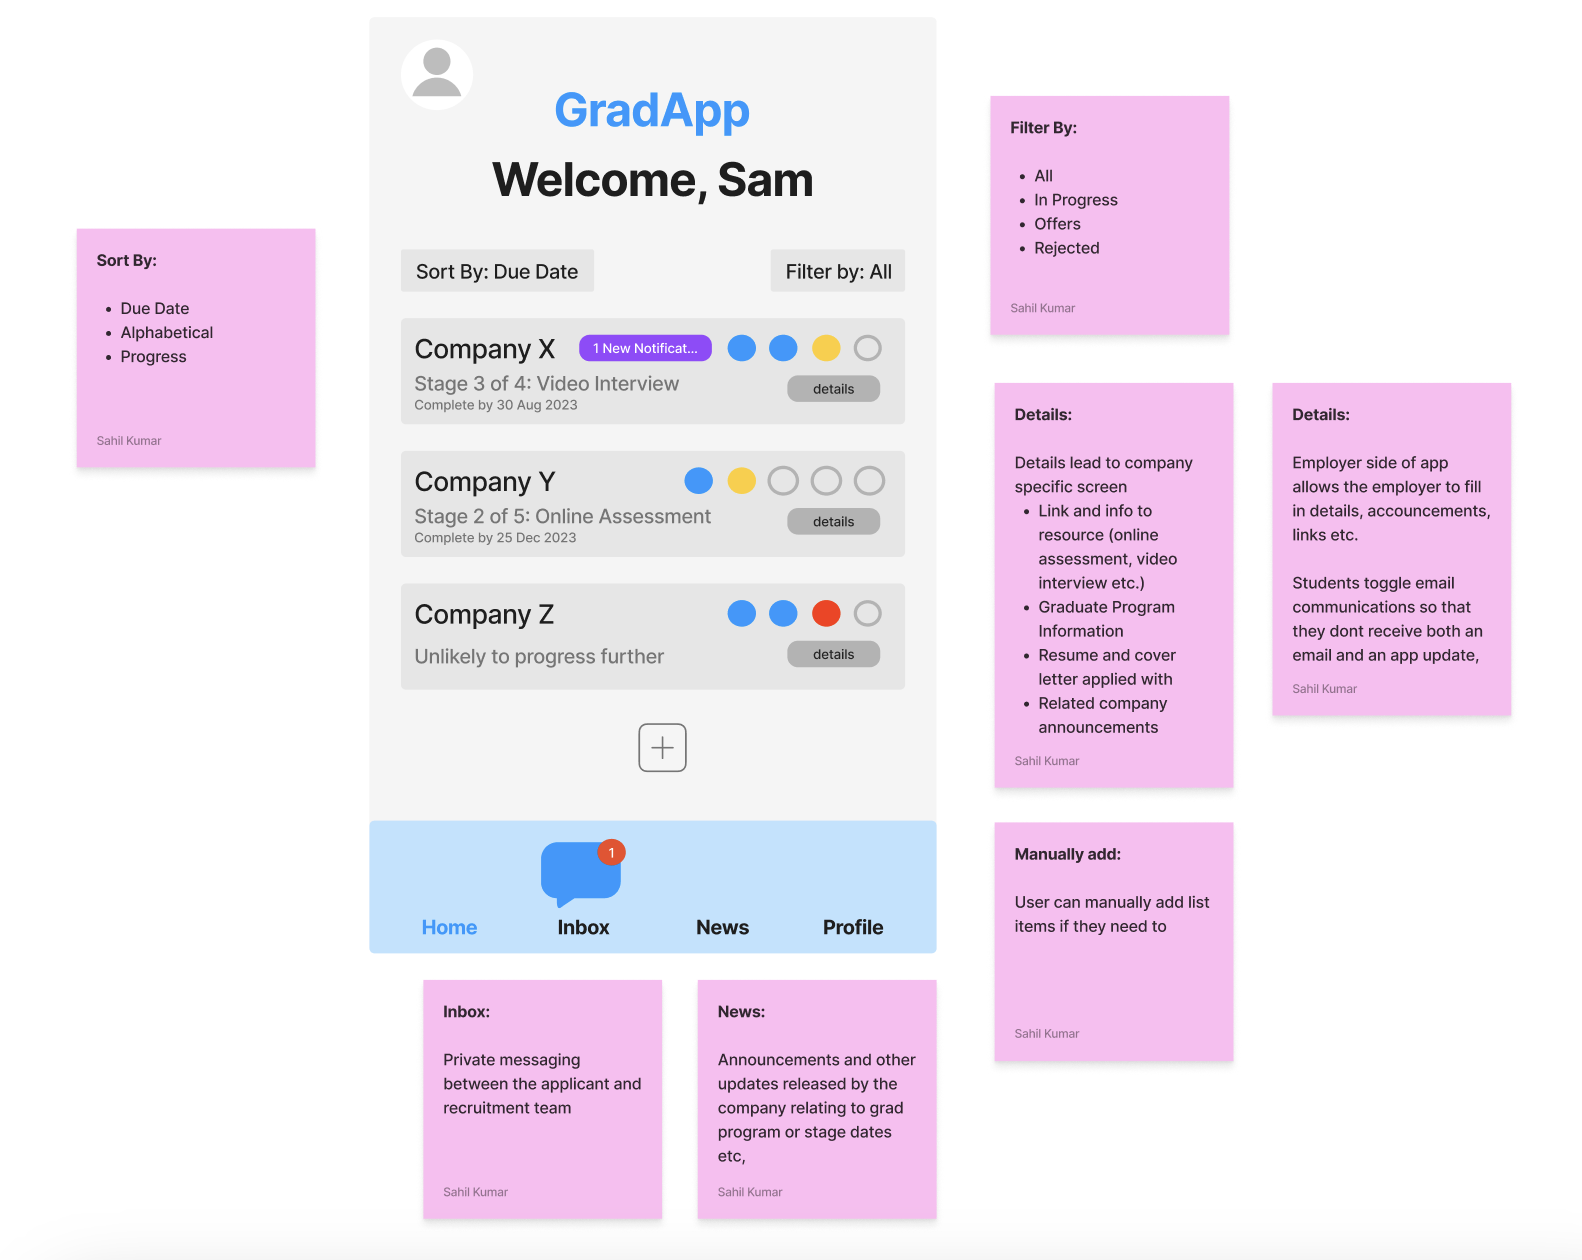 GradApp
Welcome, Sam
Sort By: Due Date
Filter by: All
Company X
1 New Notificat...
Stage 3 of 4: Video Interview
Complete by 30 Aug 2023
details
Company Y
Stage 2 of 5: Online Assessment
Complete by 25 Dec 2023
details
Company Z
Unlikely to progress further
details
1
Home
Inbox
News
Profile
Sort By:
• Due Date
• Alphabetical
• Progress
Sahil Kumar
Filter By:
• All
• In Progress
• Offers
• Rejected
Sahil Kumar
Details:
Details lead to company
specific screen
• Link and info to
resource (online
assessment, video
interview etc.)
• Graduate Program
Information
• Resume and cover
letter applied with
• Related company
announcements
Sahil Kumar
Details:
Employer side of app
allows the employer to fill
in details, accouncements,
links etc.
Students toggle email
communications so that
they dont receive both an
email and an app update,
Sahil Kumar
Manually add:
User can manually add list
items if they need to
Sahil Kumar
Inbox:
Private messaging
between the applicant and
recruitment team
Sahil Kumar
News:
Announcements and other
updates released by the
company relating to grad
program or stage dates
etc,
Sahil Kumar